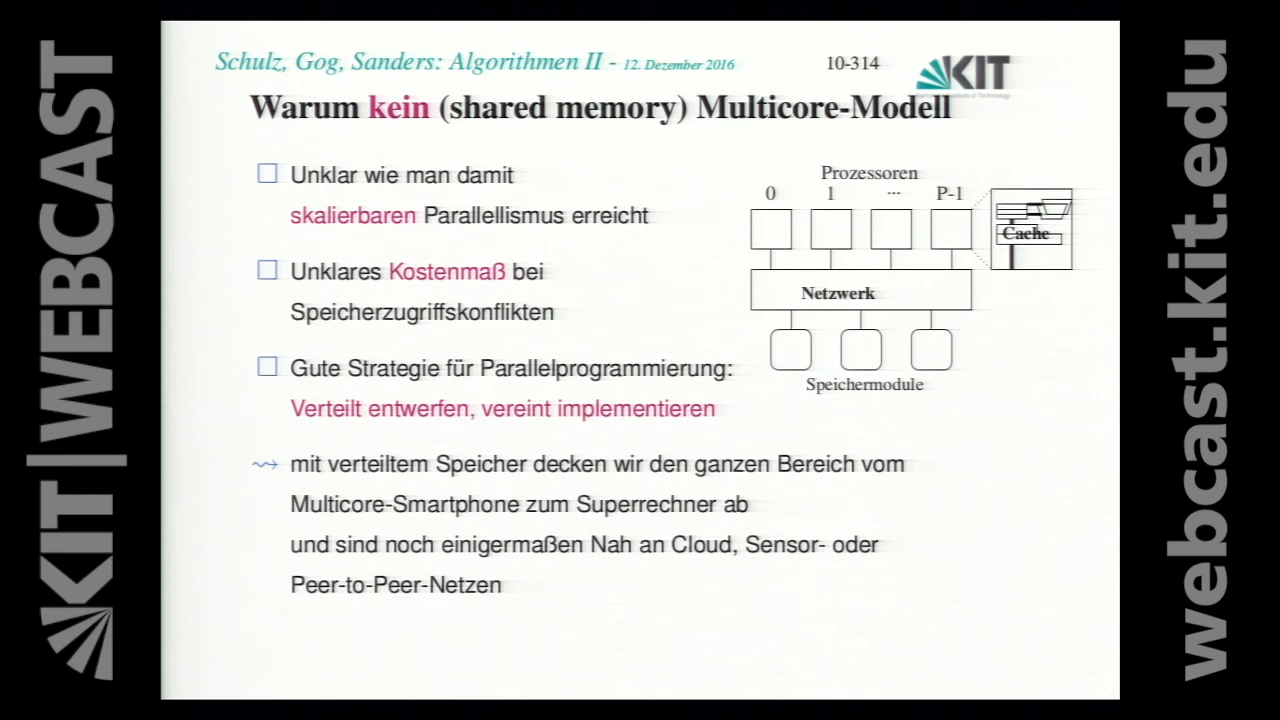 KIT|WEBCAST
Schulz, Gog, Sanders: Algorithmen II - 12. Dezember 2016
10-314
KIT
Warum kein (shared memory) Multicore-Modell
Unklar wie man damit
skalierbaren Parallellismus erreicht
Unklares Kostenmaß bei
Speicherzugriffskonflikten
Gute Strategie für Parallelprogrammierung:
Verteilt entwerfen, vereint implementieren
⤳ mit verteiltem Speicher decken wir den ganzen Bereich vom
Multicore-Smartphone zum Superrechner ab
und sind noch einigermaßen Nah an Cloud, Sensor- oder
Peer-to-Peer-Netzen
Prozessoren
0 1 ... P-1
Cache
Netzwerk
Speichermodule
webcast.kit.edu